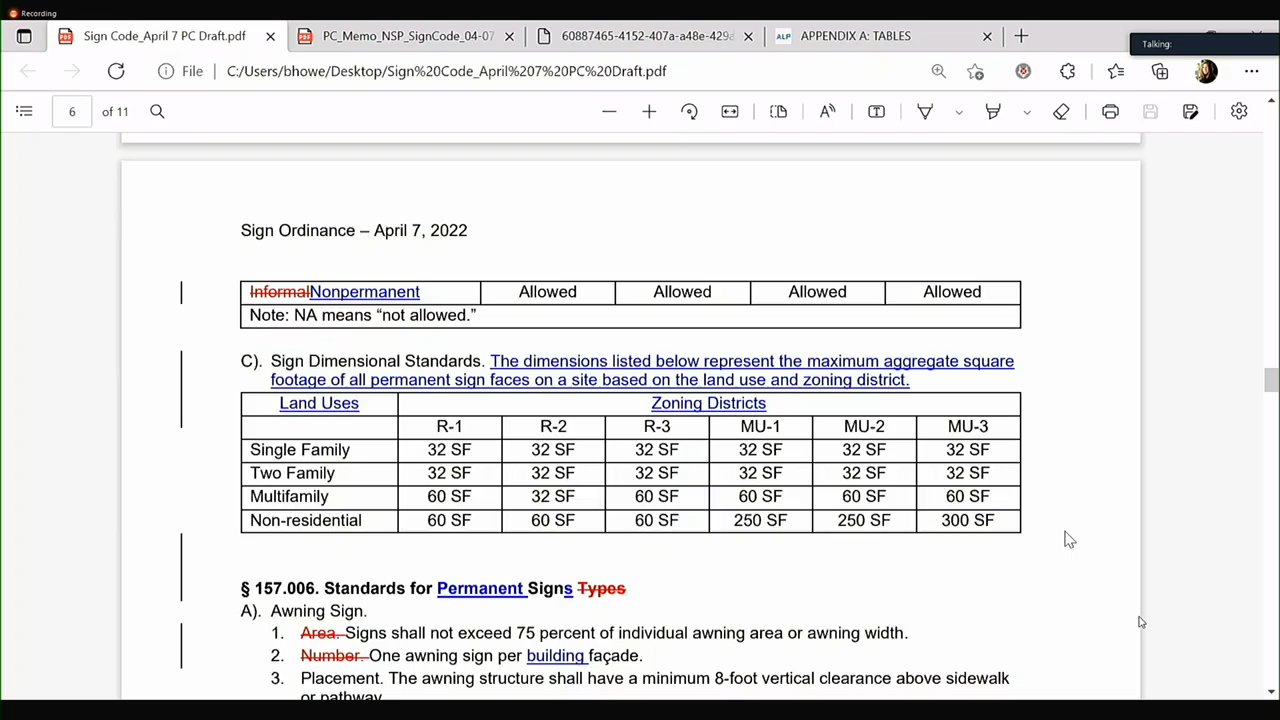 Recording
Sign Code_April 7 PC Draft.pdf
PC_Memo_NSP_SignCode_04-07
60887465-4152-407a-a48e-429a
ALP APPENDIX A: TABLES
Talking:
File C:/Users/bhowe/Desktop/Sign%20Code_April%207%20PC%20Draft.pdf
6 of 11
Sign Ordinance – April 7, 2022
InformalNonpermanent Allowed Allowed Allowed Allowed
Note: NA means “not allowed.”
C). Sign Dimensional Standards. The dimensions listed below represent the maximum aggregate square
footage of all permanent sign faces on a site based on the land use and zoning district.
Land Uses Zoning Districts
R-1 R-2 R-3 MU-1 MU-2 MU-3
Single Family 32 SF 32 SF 32 SF 32 SF 32 SF 32 SF
Two Family 32 SF 32 SF 32 SF 32 SF 32 SF 32 SF
Multifamily 60 SF 32 SF 60 SF 60 SF 60 SF 60 SF
Non-residential 60 SF 60 SF 60 SF 250 SF 250 SF 300 SF
§ 157.006. Standards for Permanent Signs Types
A). Awning Sign.
1. Area. Signs shall not exceed 75 percent of individual awning area or awning width.
2. Number. One awning sign per building façade.
3. Placement. The awning structure shall have a minimum 8-foot vertical clearance above sidewalk
or pathway.